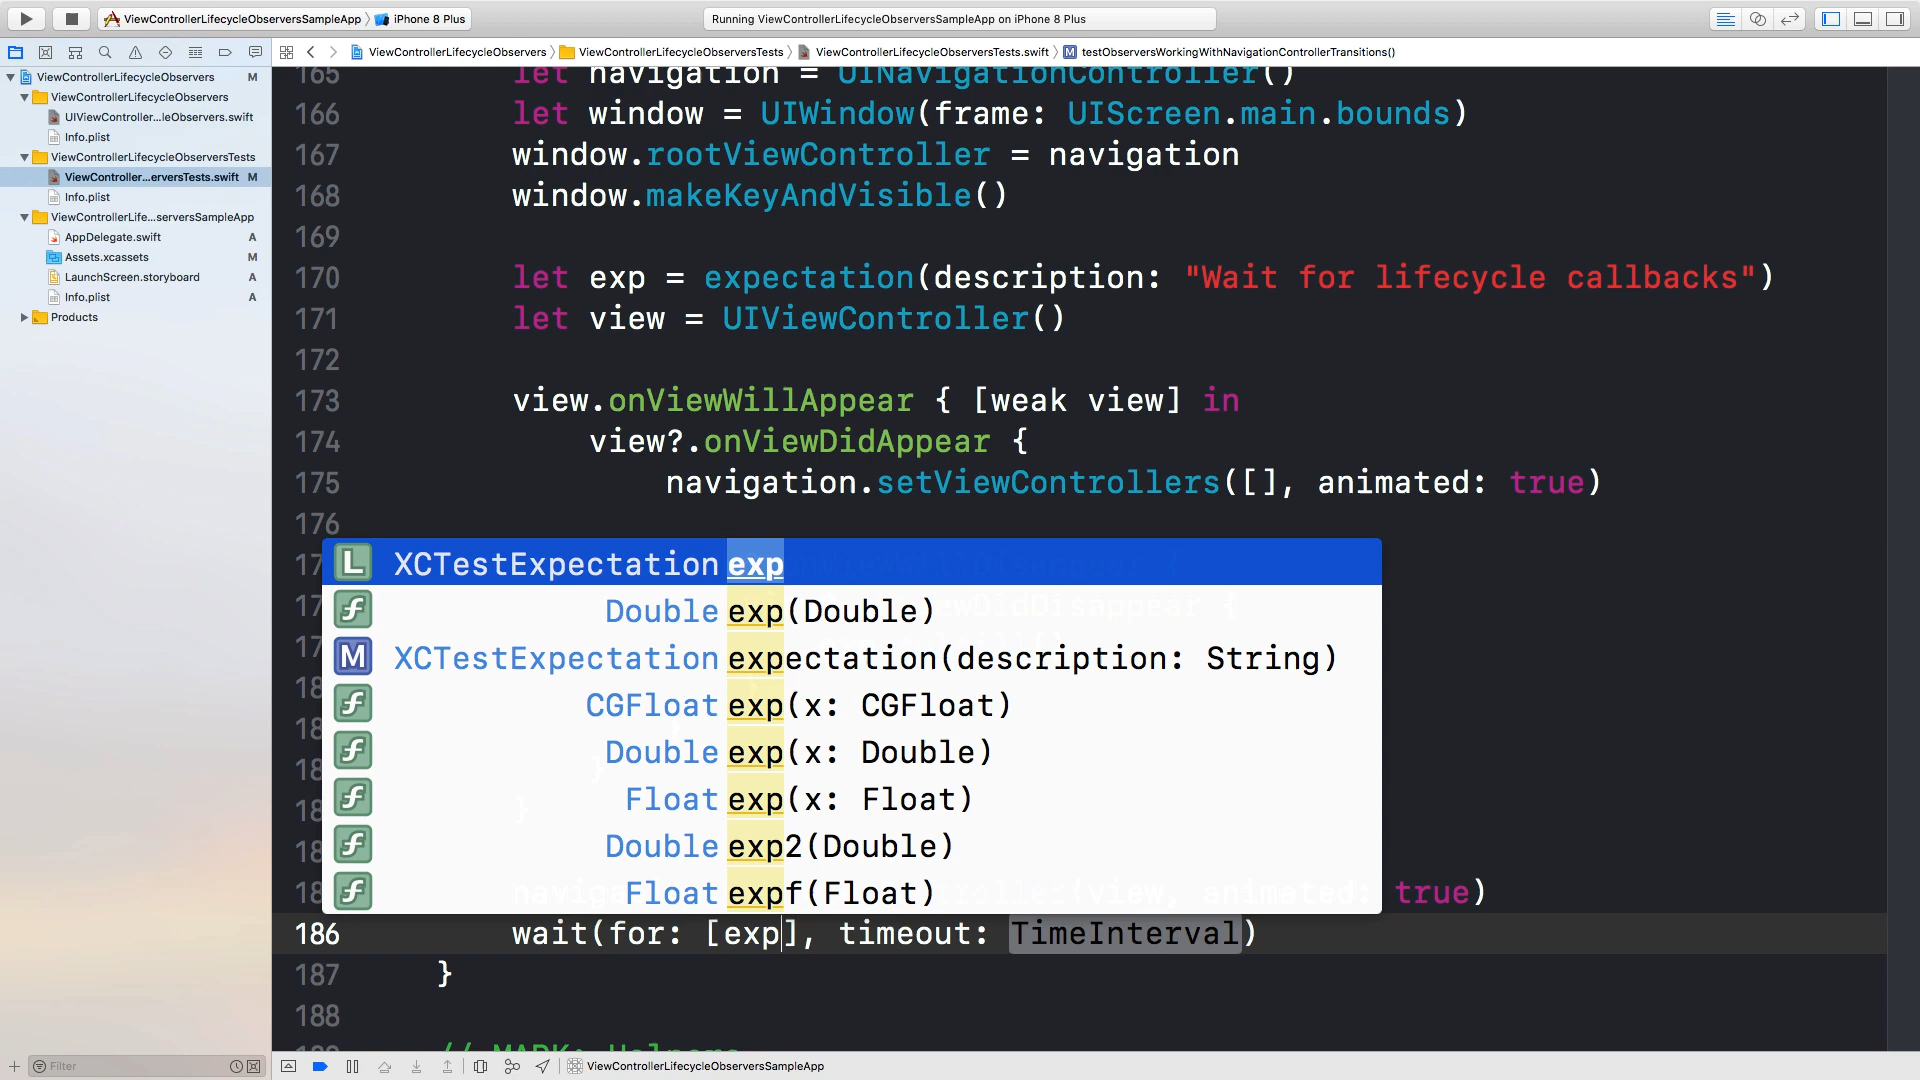 ViewControllerLifecycleObserversSampleApp
iPhone 8 Plus
Running ViewControllerLifecycleObserversSampleApp on iPhone 8 Plus
ViewControllerLifecycleObservers
ViewControllerLifecycleObserversTests
ViewControllerLifecycleObserversTests.swift
M testObserversWorkingWithNavigationControllerTransitions()
ViewControllerLifecycleObservers M
ViewControllerLifecycleObservers
UIViewController...leObservers.swift
Info.plist
ViewControllerLifecycleObserversTests
ViewController...erversTests.swift M
Info.plist
ViewControllerLife...serversSampleApp
AppDelegate.swift A
Assets.xcassets M
LaunchScreen.storyboard A
Info.plist A
Products
165 let navigation = UINavigationController()
166 let window = UIWindow(frame: UIScreen.main.bounds)
167 window.rootViewController = navigation
168 window.makeKeyAndVisible()
169
170 let exp = expectation(description: "Wait for lifecycle callbacks")
171 let view = UIViewController()
172
173 view.onViewWillAppear { [weak view] in
174 view?.onViewDidAppear {
175 navigation.setViewControllers([], animated: true)
176
L XCTestExpectation exp
f Double exp(Double)
M XCTestExpectation expectation(description: String)
f CGFloat exp(x: CGFloat)
f Double exp(x: Double)
f Float exp(x: Float)
f Double exp2(Double)
f Float expf(Float)
true)
186 wait(for: [exp], timeout: TimeInterval)
187 }
188
// MARK: Helpers
Filter
ViewControllerLifecycleObserversSampleApp